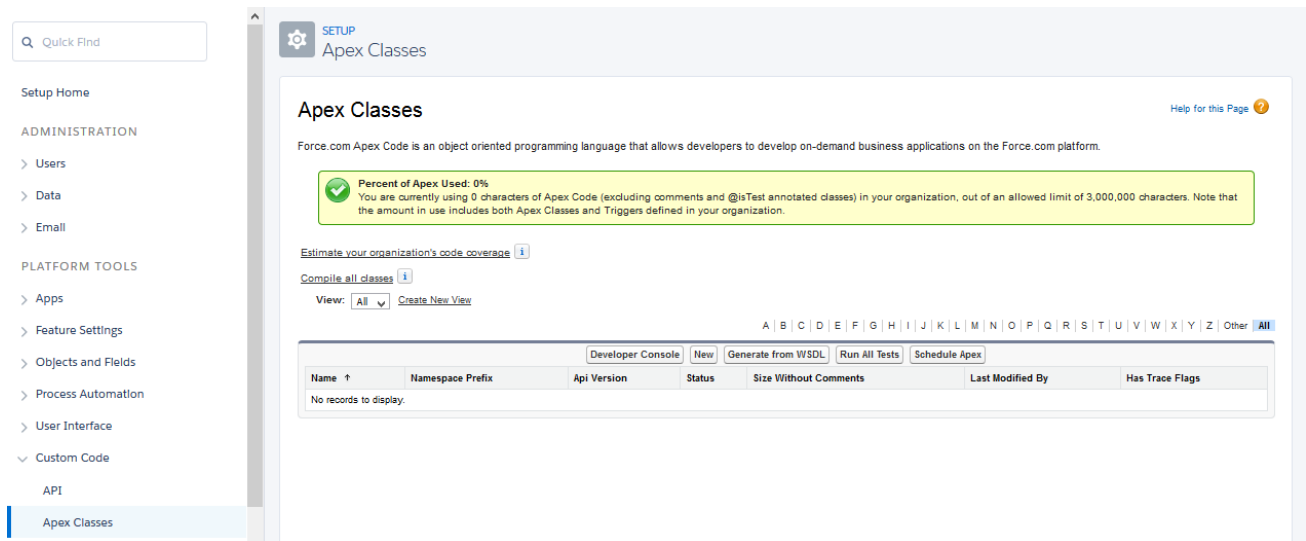 Quick Find
Setup Home
ADMINISTRATION
Users
Data
Email
PLATFORM TOOLS
Apps
Feature Settings
Objects and Fields
Process Automation
User Interface
Custom Code
API
Apex Classes
SETUP
Apex Classes
Apex Classes
Help for this Page ?
Force.com Apex Code is an object oriented programming language that allows developers to develop on-demand business applications on the Force.com platform.
Percent of Apex Used: 0%
You are currently using 0 characters of Apex Code (excluding comments and @isTest annotated classes) in your organization, out of an allowed limit of 3,000,000 characters. Note that
the amount in use includes both Apex Classes and Triggers defined in your organization.
Estimate your organization's code coverage i
Compile all classes i
View: All Create New View
A | B | C | D | E | F | G | H | I | J | K | L | M | N | O | P | Q | R | S | T | U | V | W | X | Y | Z | Other All
Developer Console New Generate from WSDL Run All Tests Schedule Apex
Name ↑ Namespace Prefix Api Version Status Size Without Comments Last Modified By Has Trace Flags
No records to display.